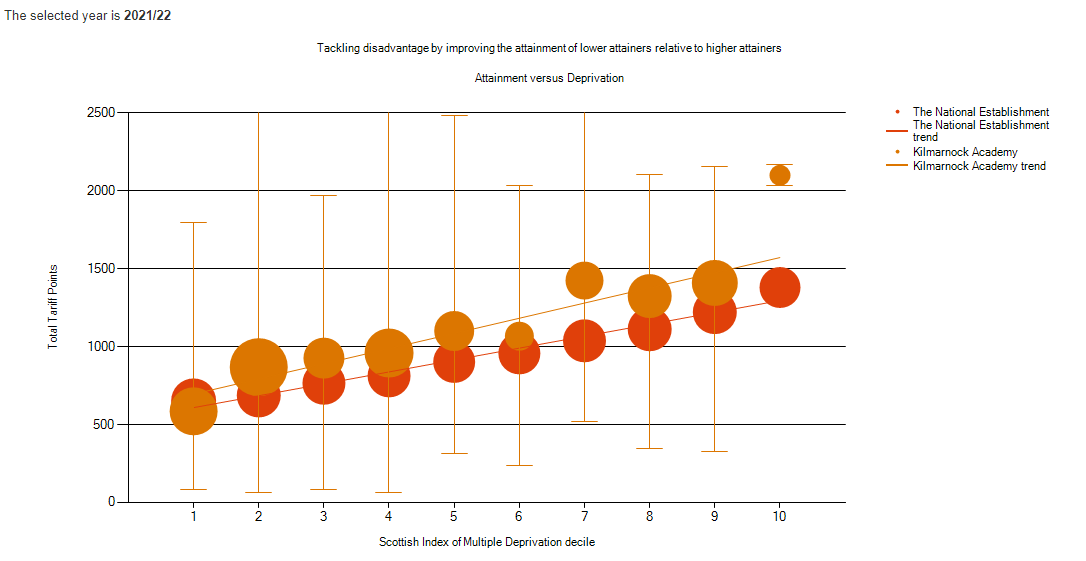 The selected year is 2021/22
Tackling disadvantage by improving the attainment of lower attainers relative to higher attainers
Attainment versus Deprivation
2500
2000
1500
1000
500
0
Total Tariff Points
1 2 3 4 5 6 7 8 9 10
Scottish Index of Multiple Deprivation decile
The National Establishment
The National Establishment
trend
Kilmarnock Academy
Kilmarnock Academy trend